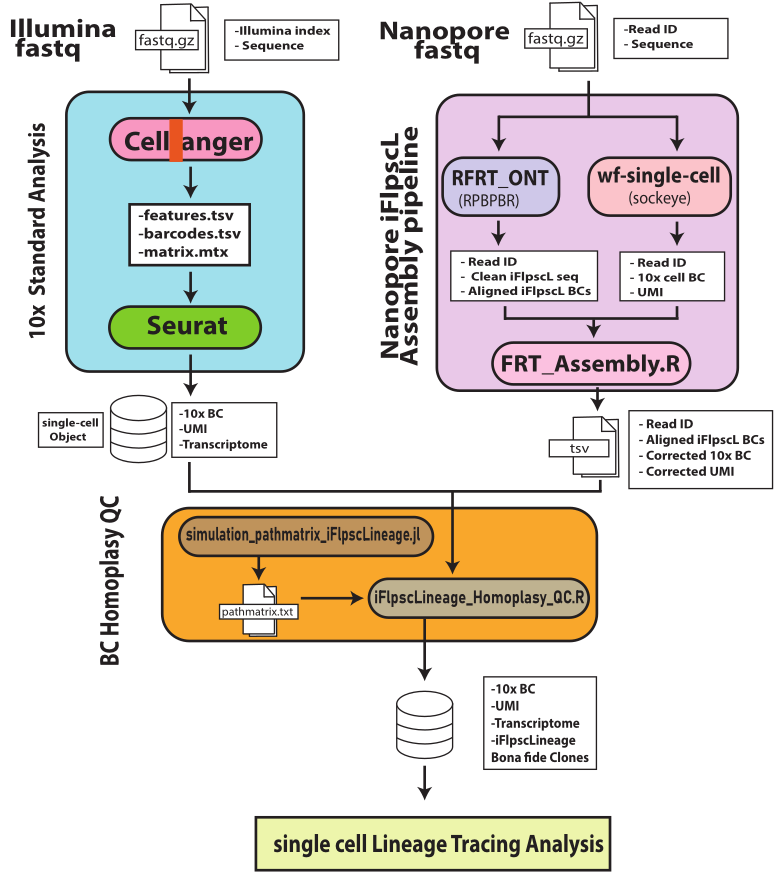 Illumina
fastq
fastq.gz
-Illumina index
- Sequence
Nanopore
fastq
fastq.gz
- Read ID
- Sequence
10x Standard Analysis
Cell
anger
-features.tsv
-barcodes.tsv
-matrix.mtx
Seurat
single-cell
Object
-10x BC
-UMI
-Transcriptome
Nanopore iFlpscL
Assembly pipeline
RFRT_ONT
(RPBPBR)
wf-single-cell
(sockeye)
- Read ID
- Clean iFlpscL seq
- Aligned iFlpscL BCs
- Read ID
- 10x cell BC
- UMI
FRT_Assembly.R
tsv
- Read ID
- Aligned iFlpscL BCs
- Corrected 10x BC
- Corrected UMI
BC Homoplasy QC
simulation_pathmatrix_iFlpscLineage.jl
pathmatrix.txt
iFlpscLineage_Homoplasy_QC.R
-10x BC
-UMI
-Transcriptome
-iFlpscLineage
Bona fide Clones
single cell Lineage Tracing Analysis